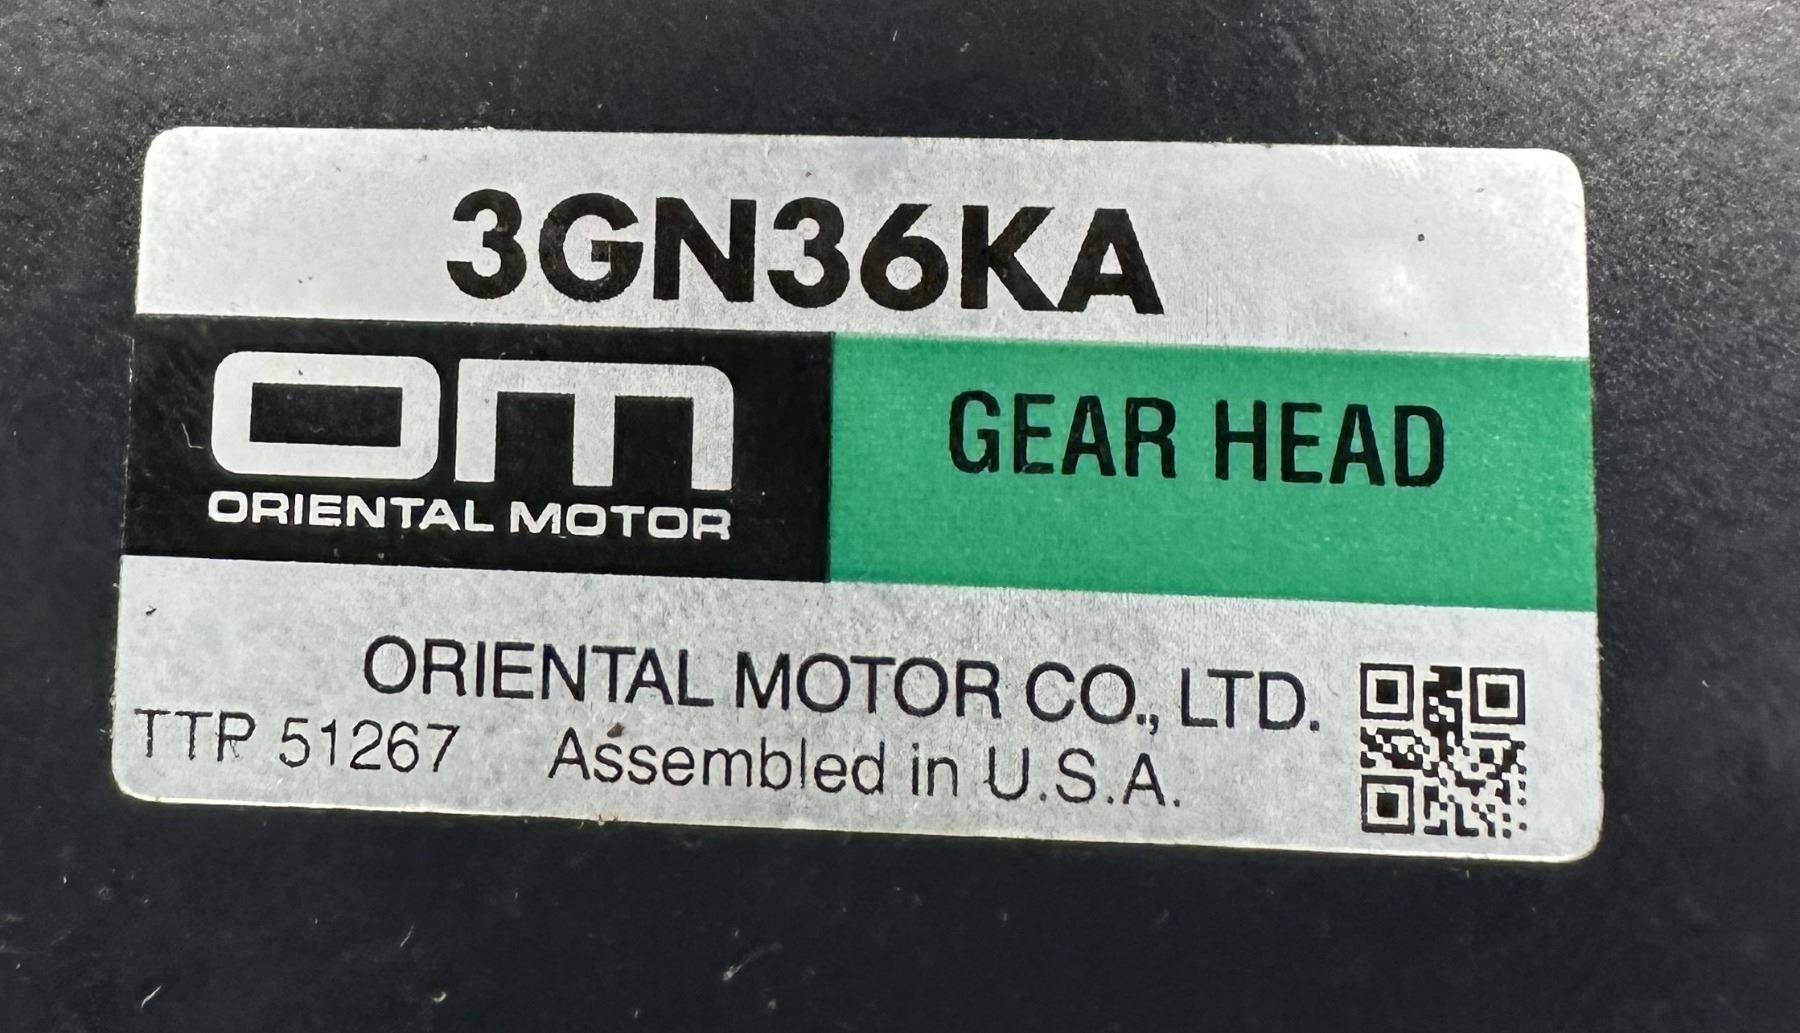 3GN36KA
om
ORIENTAL MOTOR
GEAR HEAD
ORIENTAL MOTOR CO., LTD.
TTP 51267 Assembled in U.S.A.